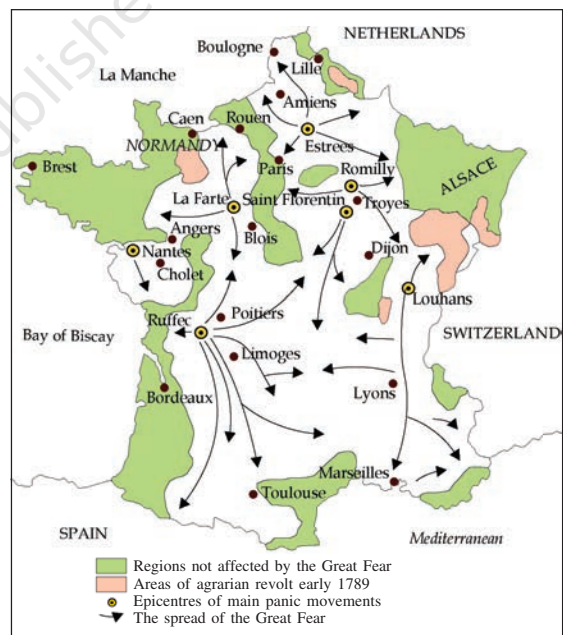 NETHERLANDS
Boulogne
Lille
La Manche
Amiens
Caen
Rouen
NORMANDY
Estrees
Brest
Paris
Romilly
ALSACE
La Farte
Saint Florentin
Troyes
Angers
Blois
Nantes
Dijon
Cholet
Louhans
Ruffec
Poitiers
SWITZERLAND
Bay of Biscay
Limoges
Lyons
Bordeaux
Marseilles
Toulouse
SPAIN
Mediterranean
Regions not affected by the Great Fear
Areas of agrarian revolt early 1789
Epicentres of main panic movements
The spread of the Great Fear